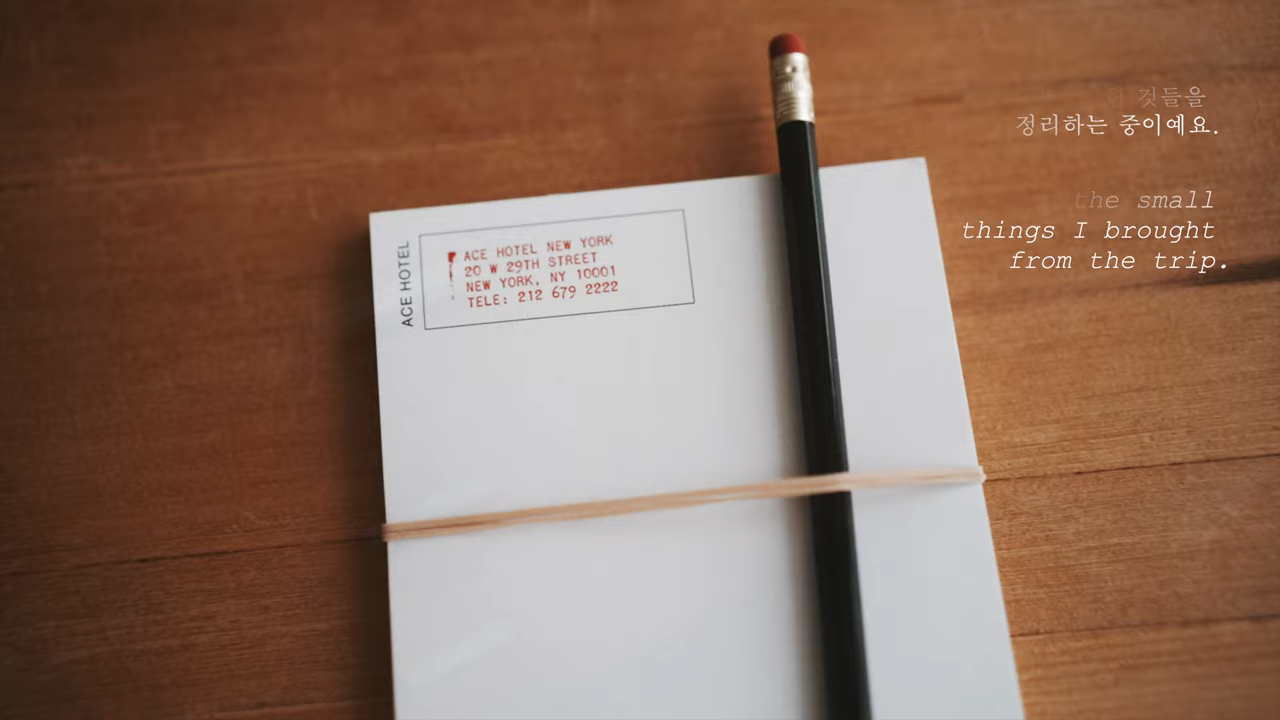 ACE HOTEL
ACE HOTEL NEW YORK
20 W 29TH STREET
NEW YORK, NY 10001
TELE: 212 679 2222
것들을
정리하는 중이예요.
the small
things I brought
from the trip.